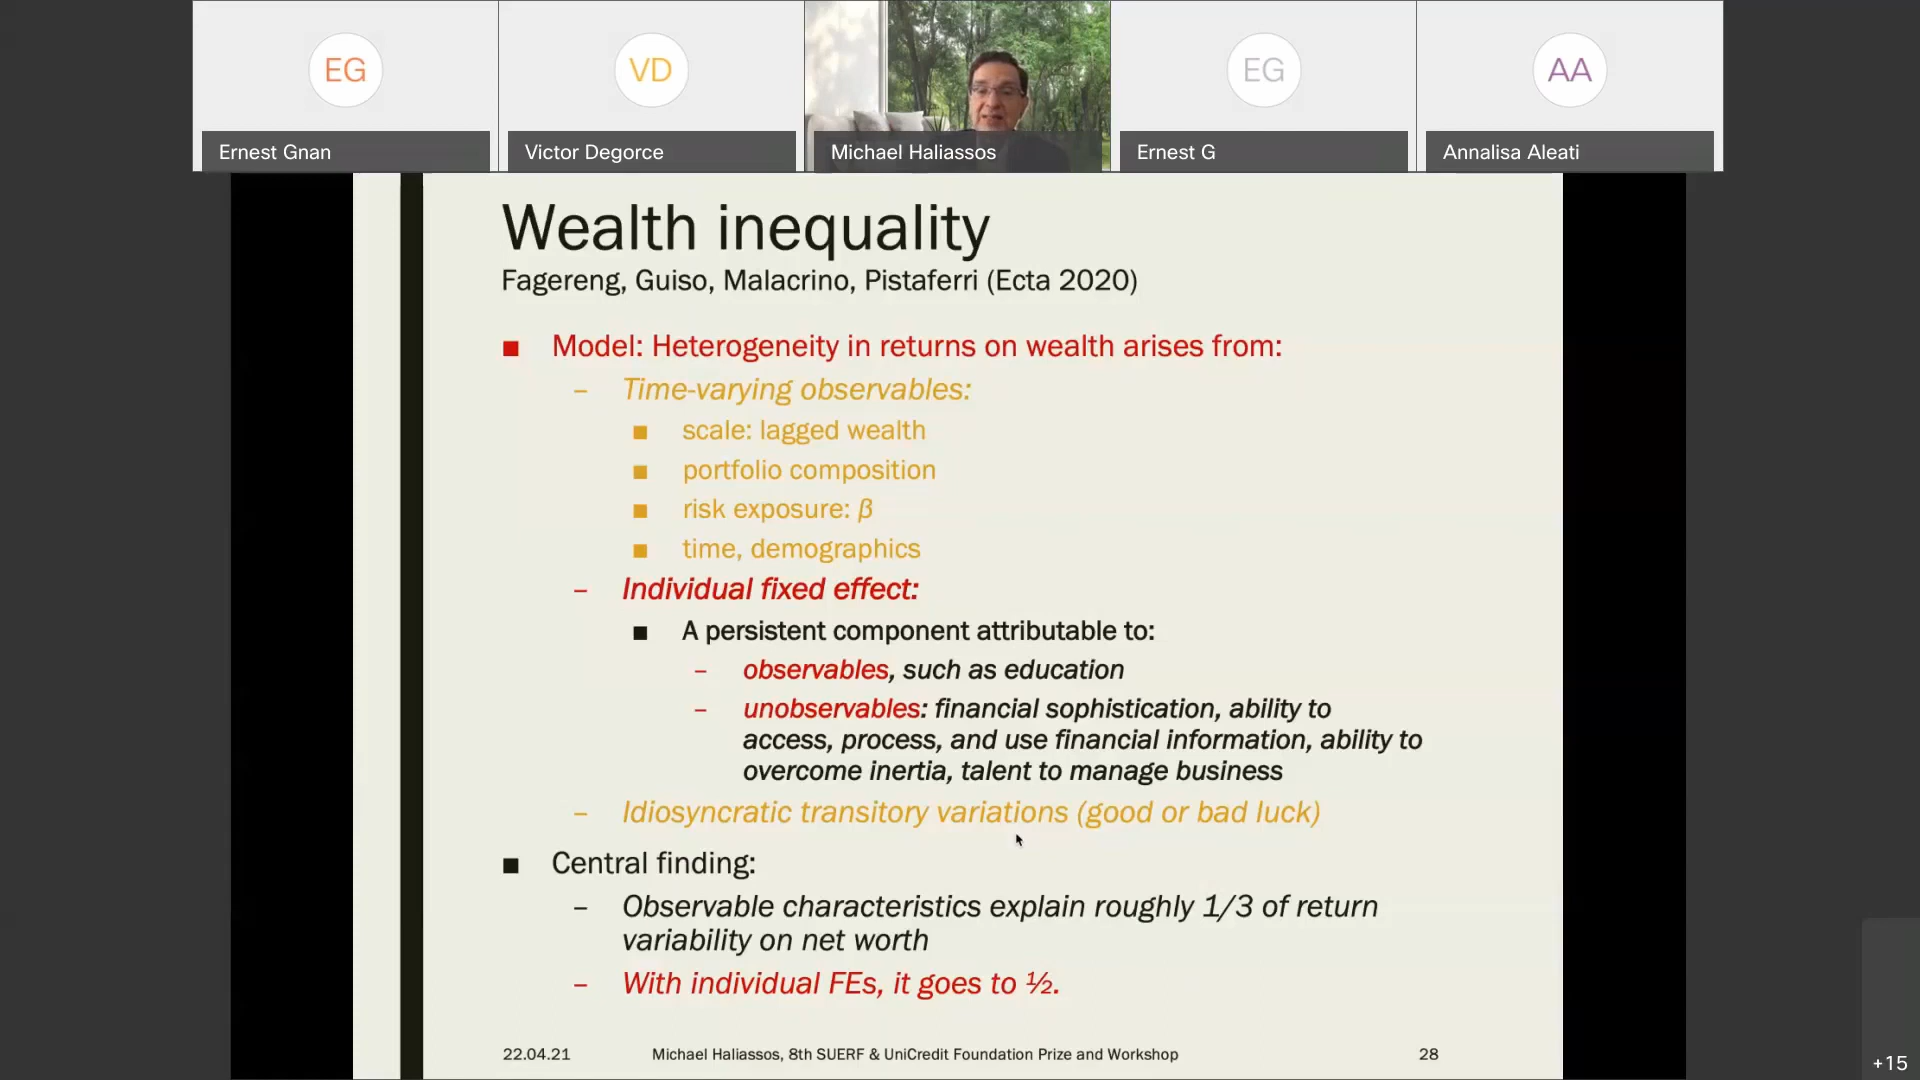 EG
VD
EG
AA
Ernest Gnan
Victor Degorce
Michael Haliassos
Ernest G
Annalisa Aleati
Wealth inequality
Fagereng, Guiso, Malacrino, Pistaferri (Ecta 2020)
■ Model: Heterogeneity in returns on wealth arises from:
– Time-varying observables:
■ scale: lagged wealth
■ portfolio composition
■ risk exposure: β
■ time, demographics
– Individual fixed effect:
■ A persistent component attributable to:
– observables, such as education
– unobservables: financial sophistication, ability to
access, process, and use financial information, ability to
overcome inertia, talent to manage business
– Idiosyncratic transitory variations (good or bad luck)
■ Central finding:
– Observable characteristics explain roughly 1/3 of return
variability on net worth
– With individual FEs, it goes to ½.
22.04.21 Michael Haliassos, 8th SUERF & UniCredit Foundation Prize and Workshop 28
+15